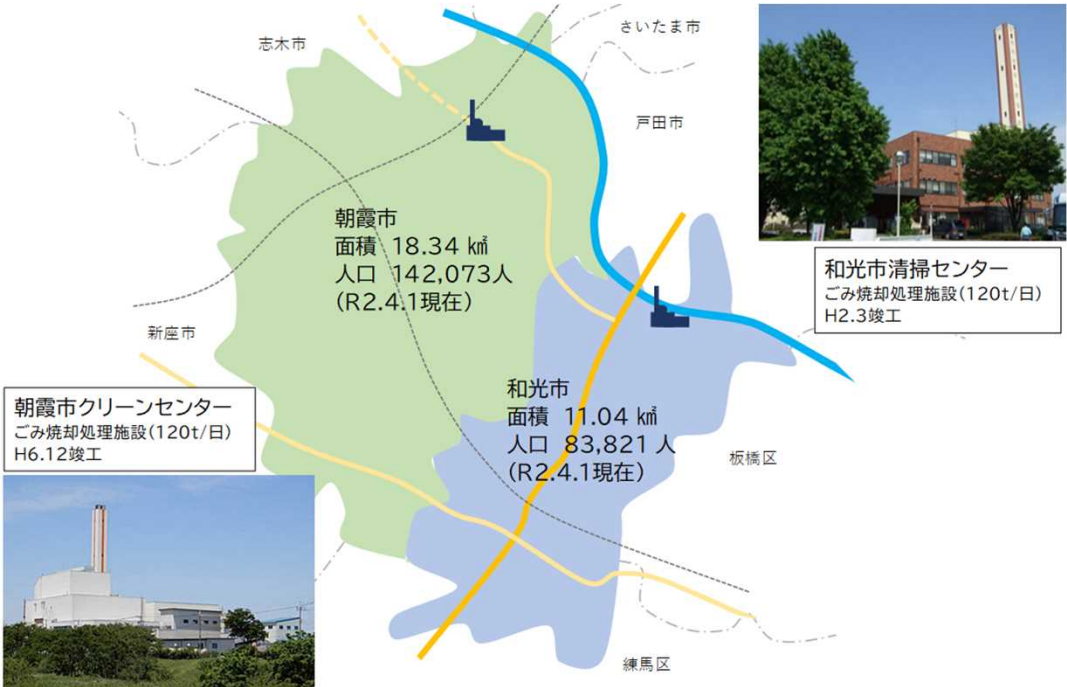 志木市
さいたま市
戸田市
朝霞市
面積 18.34 ㎢
人口 142,073人
(R2.4.1現在)
和光市清掃センター
ごみ焼却処理施設(120t/日)
H2.3竣工
新座市
和光市
面積 11.04 ㎢
人口 83,821 人
(R2.4.1現在)
朝霞市クリーンセンター
ごみ焼却処理施設(120t/日)
H6.12竣工
板橋区
練馬区